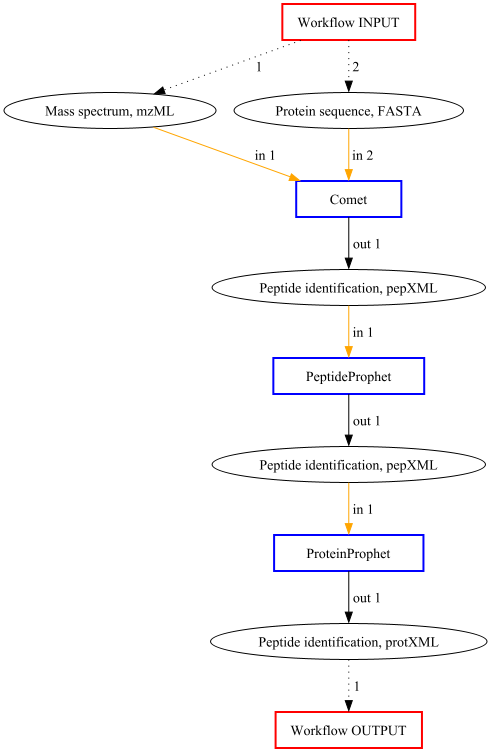 Workflow INPUT
1
2
Mass spectrum, mzML
Protein sequence, FASTA
in 1
in 2
Comet
out 1
Peptide identification, pepXML
in 1
PeptideProphet
out 1
Peptide identification, pepXML
in 1
ProteinProphet
out 1
Peptide identification, protXML
1
Workflow OUTPUT